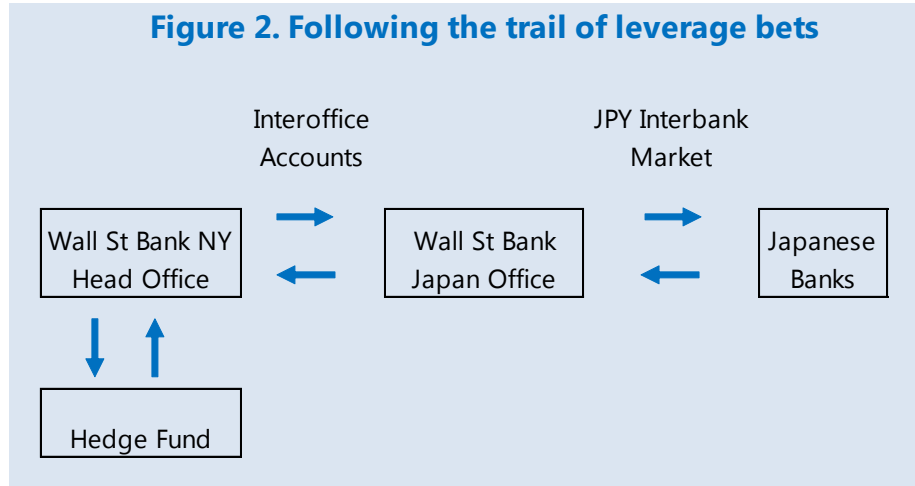 Figure 2. Following the trail of leverage bets
Interoffice
Accounts
JPY Interbank
Market
Wall St Bank NY
Head Office
Wall St Bank
Japan Office
Japanese
Banks
Hedge Fund